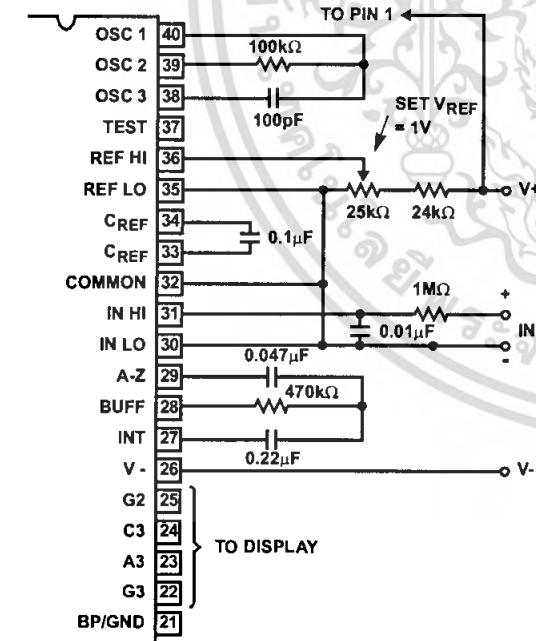 TO PIN 1
OSC 1 40
100kΩ
OSC 2 39
OSC 3 38
100pF
SET VREF
= 1V
TEST 37
REF HI 36
REF LO 35
V+
25kΩ 24kΩ
CREF 34
0.1µF
CREF 33
COMMON 32
1MΩ
+
IN HI 31
0.01µF
IN
IN LO 30
-
0.047µF
A-Z 29
470kΩ
BUFF 28
INT 27
0.22µF
V - 26
V-
G2 25
C3 24
TO DISPLAY
A3 23
G3 22
BP/GND 21